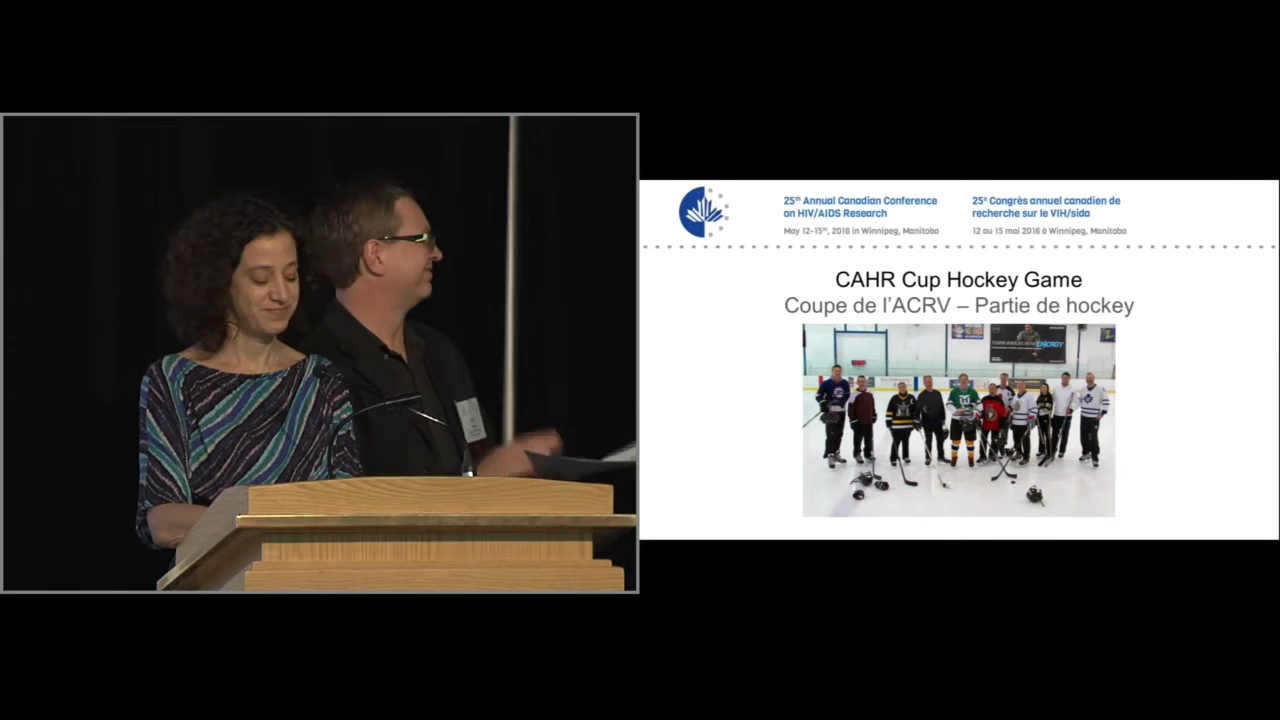 25th Annual Canadian Conference
on HIV/AIDS Research
May 12-15th, 2016 in Winnipeg, Manitoba
25e Congrès annuel canadien de
recherche sur le VIH/sida
12 au 15 mai 2016 à Winnipeg, Manitoba
CAHR Cup Hockey Game
Coupe de l'ACRV – Partie de hockey
ENERGY